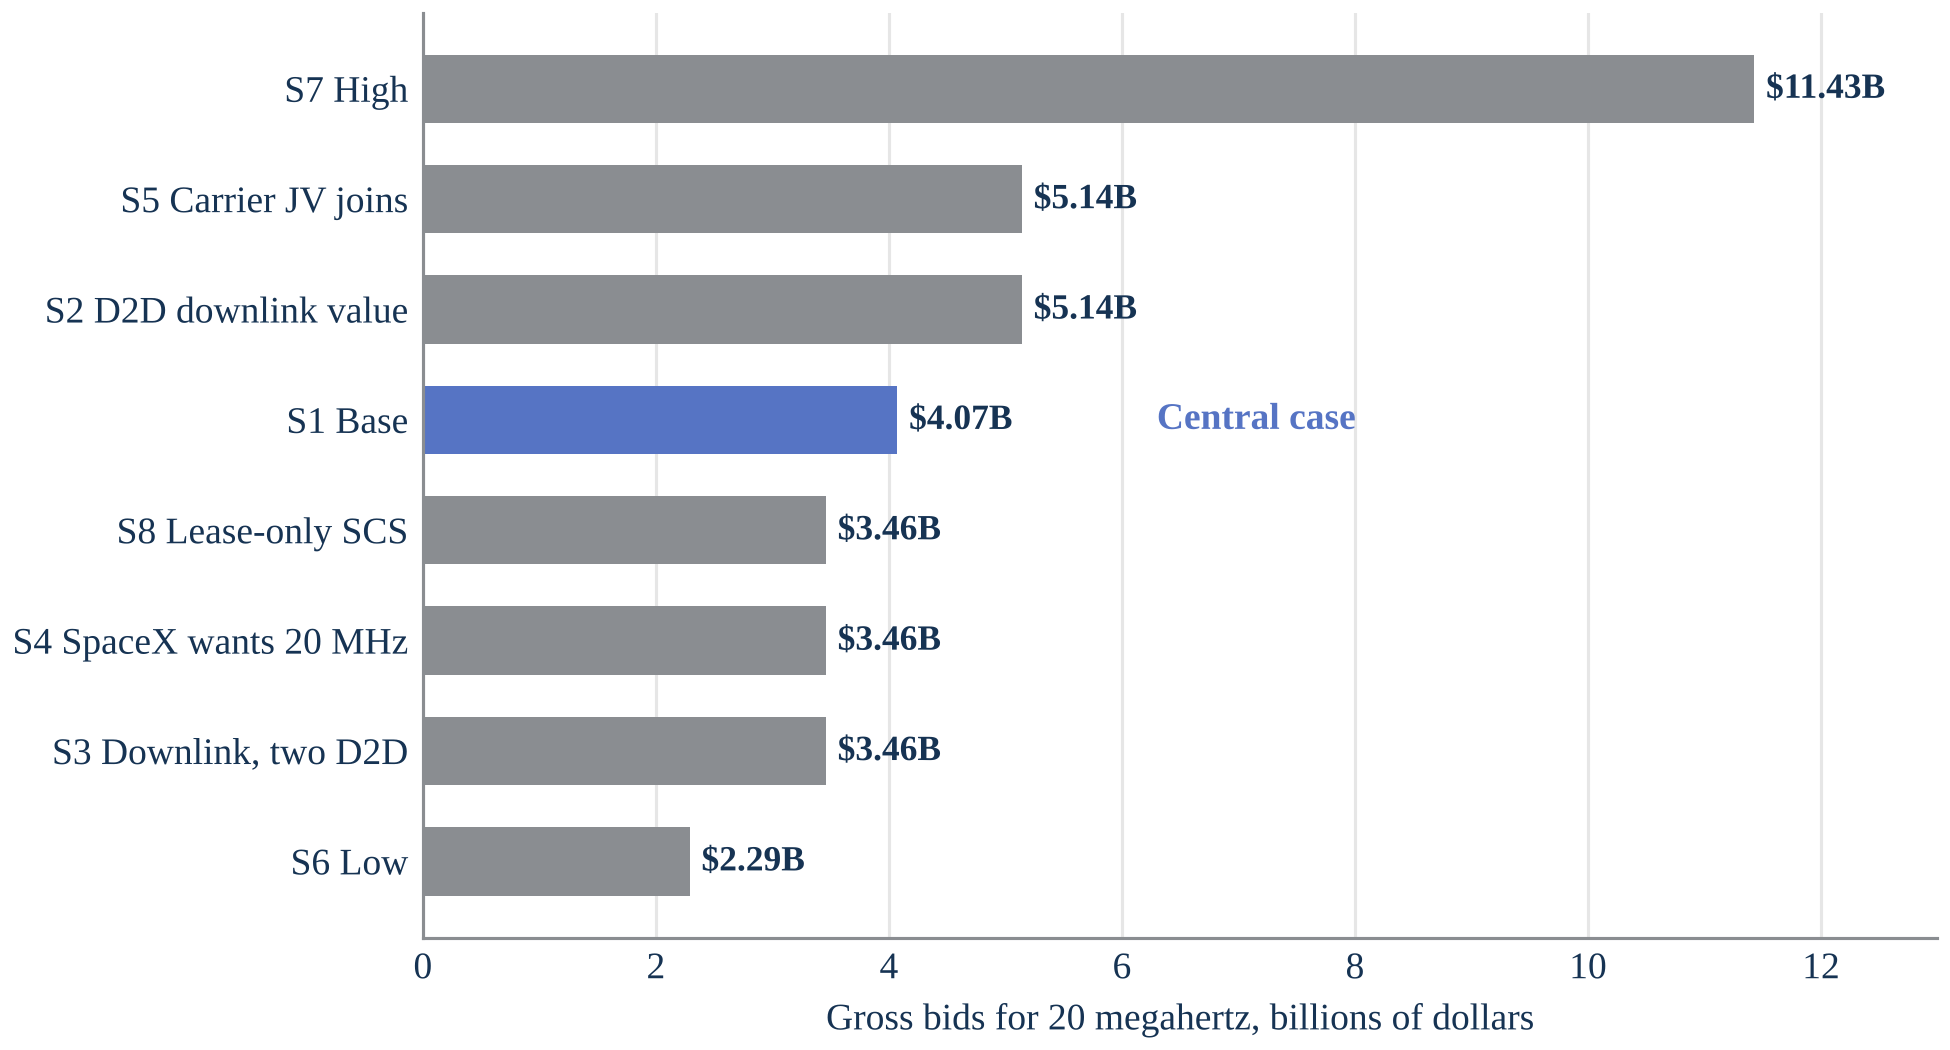 S7 High $11.43B
S5 Carrier JV joins $5.14B
S2 D2D downlink value $5.14B
S1 Base $4.07B Central case
S8 Lease-only SCS $3.46B
S4 SpaceX wants 20 MHz $3.46B
S3 Downlink, two D2D $3.46B
S6 Low $2.29B
0 2 4 6 8 10 12
Gross bids for 20 megahertz, billions of dollars